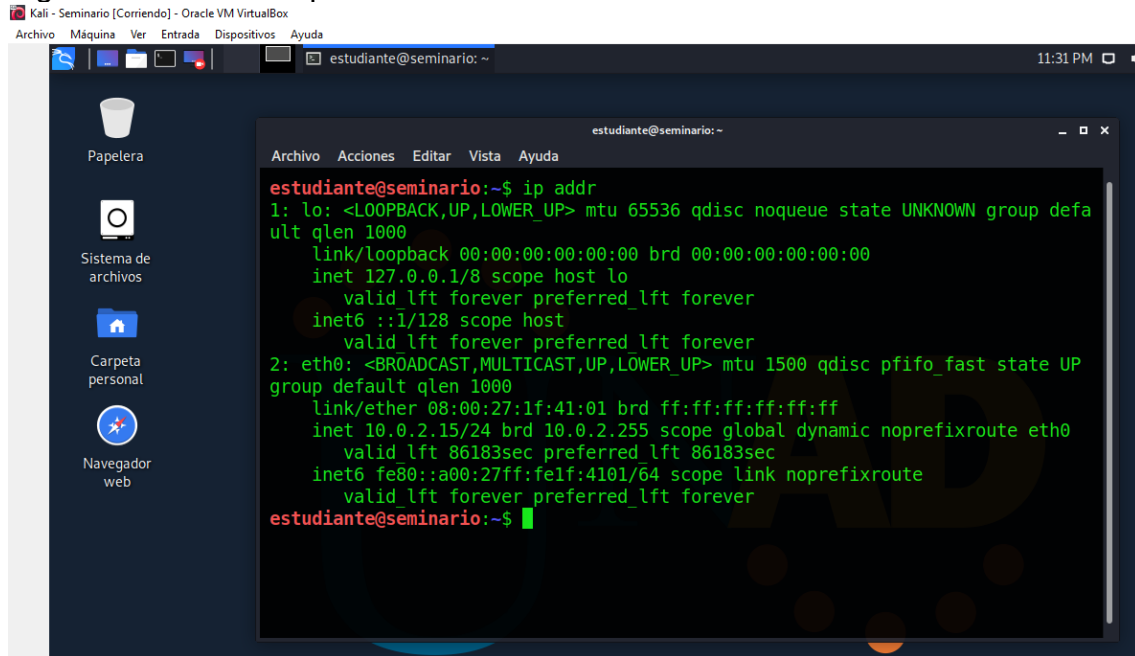 Kali - Seminario [Corriendo] - Oracle VM VirtualBox
Archivo Máquina Ver Entrada Dispositivos Ayuda
estudiante@seminario: ~
11:31 PM
Papelera
Sistema de
archivos
Carpeta
personal
Navegador
web
estudiante@seminario: ~
Archivo Acciones Editar Vista Ayuda
estudiante@seminario:~$ ip addr
1: lo: <LOOPBACK,UP,LOWER_UP> mtu 65536 qdisc noqueue state UNKNOWN group defa
ult qlen 1000
link/loopback 00:00:00:00:00:00 brd 00:00:00:00:00:00
inet 127.0.0.1/8 scope host lo
valid_lft forever preferred_lft forever
inet6 ::1/128 scope host
valid_lft forever preferred_lft forever
2: eth0: <BROADCAST,MULTICAST,UP,LOWER_UP> mtu 1500 qdisc pfifo_fast state UP
group default qlen 1000
link/ether 08:00:27:1f:41:01 brd ff:ff:ff:ff:ff:ff
inet 10.0.2.15/24 brd 10.0.2.255 scope global dynamic noprefixroute eth0
valid_lft 86183sec preferred_lft 86183sec
inet6 fe80::a00:27ff:fe1f:4101/64 scope link noprefixroute
valid_lft forever preferred_lft forever
estudiante@seminario:~$